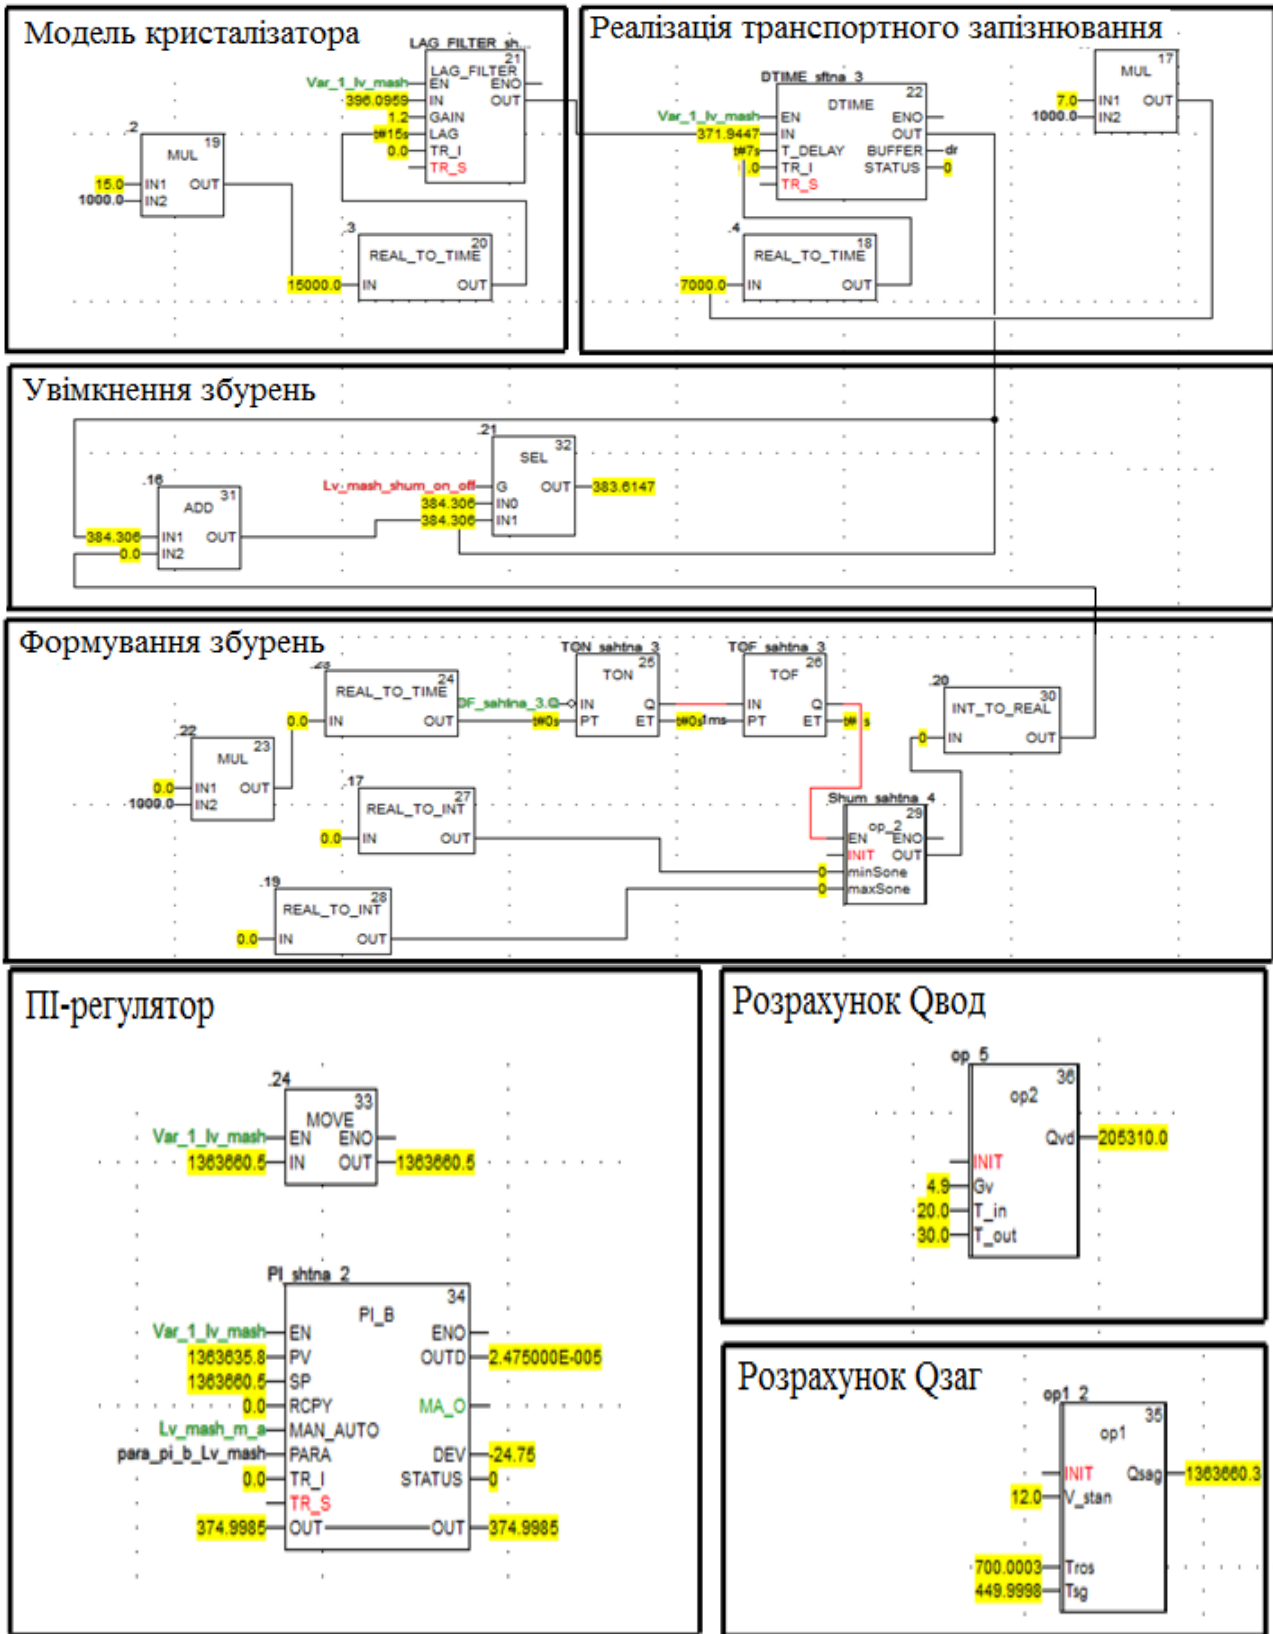 Модель кристалізатора
LAG_FILTER_sh...
21
LAG_FILTER
Var_1_lv_mash EN ENO
396.0959 IN OUT
1.2 GAIN
t#15s LAG
0.0 TR_I
TR_S
.2
19
MUL
15.0 IN1 OUT
1000.0 IN2
.3
20
REAL_TO_TIME
15000.0 IN OUT
Реалізація транспортного запізнювання
DTIME_sftna_3
22
DTIME
Var_1_lv_mash EN ENO
371.9447 IN OUT
t#7s T_DELAY BUFFER dr
.0 TR_I STATUS 0
TR_S
17
MUL
7.0 IN1 OUT
1000.0 IN2
.4
18
REAL_TO_TIME
7000.0 IN OUT
Увімкнення збурень
.16
31
ADD
384.306 IN1 OUT
0.0 IN2
.21
32
SEL
Lv_mash_shum_on_off G OUT 383.6147
384.306 IN0
384.306 IN1
Формування збурень
.22
23
MUL
0.0 IN1 OUT
1000.0 IN2
24
REAL_TO_TIME
0.0 IN OUT
TON_sahtna_3
25
TON
OF_sahtna_3.Q IN Q
t#0s PT ET t#0s
TOF_sahtna_3
26
TOF
IN Q
1ms PT ET t# s
.17
27
REAL_TO_INT
0.0 IN OUT
.19
28
REAL_TO_INT
0.0 IN OUT
Shum_sahtna_4
29
op_2
EN ENO
INIT OUT
0 minSone
0 maxSone
.20
30
INT_TO_REAL
0 IN OUT
ПІ-регулятор
.24
33
MOVE
Var_1_lv_mash EN ENO
1363660.5 IN OUT 1363660.5
PI_shtna_2
34
PI_B
Var_1_lv_mash EN ENO
1363635.8 PV OUTD 2.475000E-005
1363660.5 SP
0.0 RCPY MA_O
Lv_mash_m_a MAN_AUTO
para_pi_b_Lv_mash PARA DEV -24.75
0.0 TR_I STATUS 0
TR_S
374.9985 OUT OUT 374.9985
Розрахунок Qвод
op_5
36
op2
Qvd 205310.0
INIT
4.9 Gv
20.0 T_in
30.0 T_out
Розрахунок Qзаг
op1_2
35
op1
INIT Qsag 1363660.3
12.0 V_stan
700.0003 Tros
449.9998 Tsg